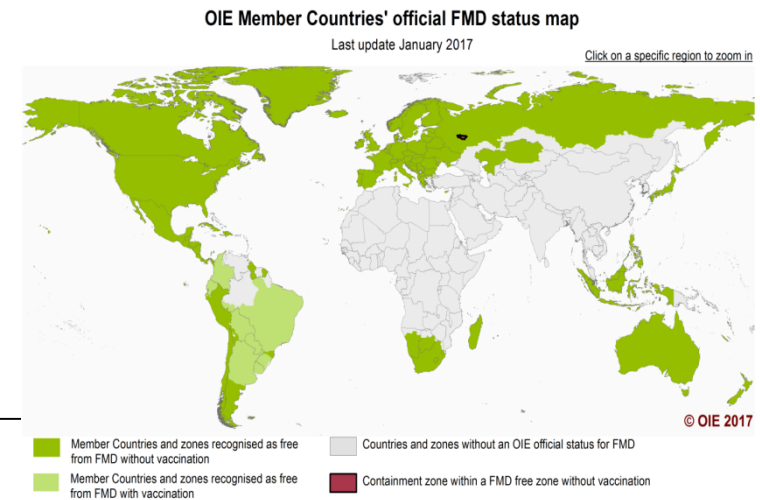 OIE Member Countries' official FMD status map
Last update January 2017
Click on a specific region to zoom in
© OIE 2017
Member Countries and zones recognised as free
from FMD without vaccination
Countries and zones without an OIE official status for FMD
Member Countries and zones recognised as free
from FMD with vaccination
Containment zone within a FMD free zone without vaccination